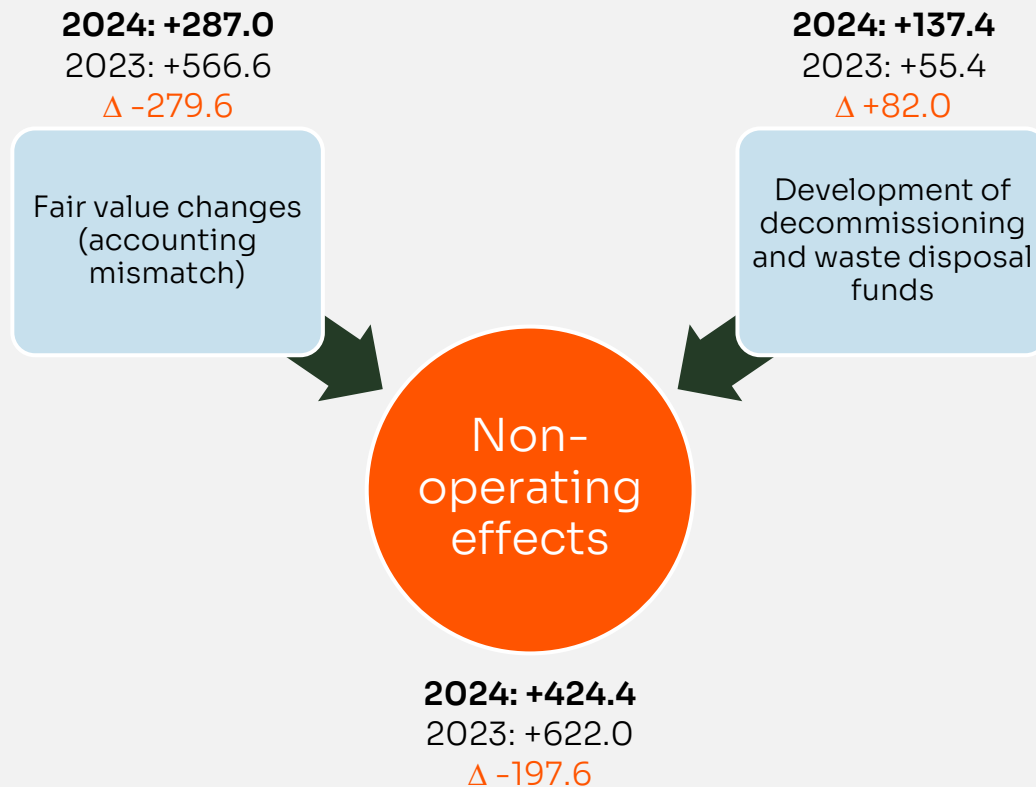 2024: +287.0
2023: +566.6
Δ -279.6
Fair value changes
(accounting
mismatch)
2024: +137.4
2023: +55.4
Δ +82.0
Development of
decommissioning
and waste disposal
funds
Non-
operating
effects
2024: +424.4
2023: +622.0
Δ -197.6